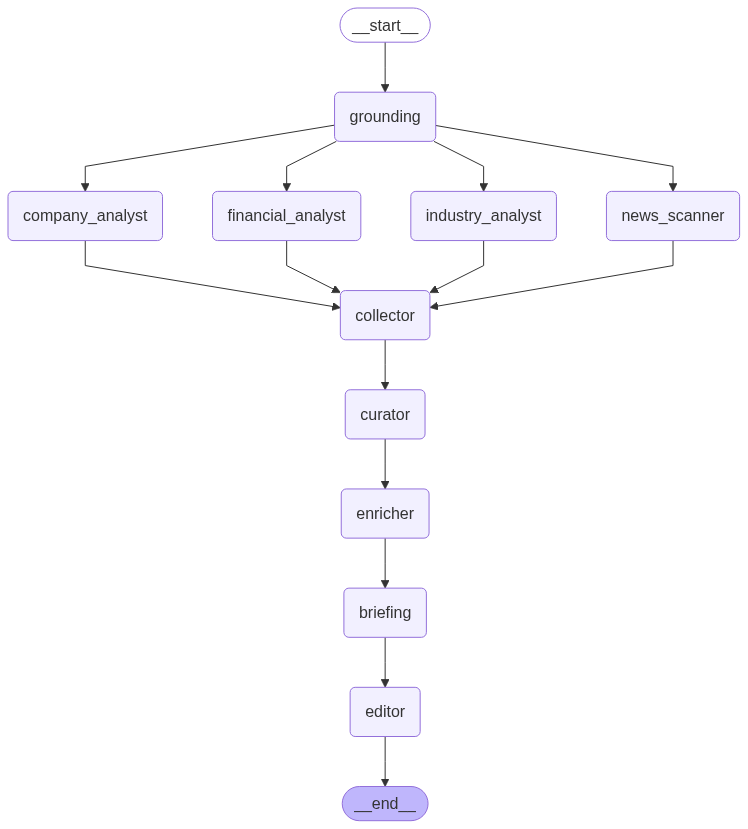 __start__
grounding
company_analyst
financial_analyst
industry_analyst
news_scanner
collector
curator
enricher
briefing
editor
__end__